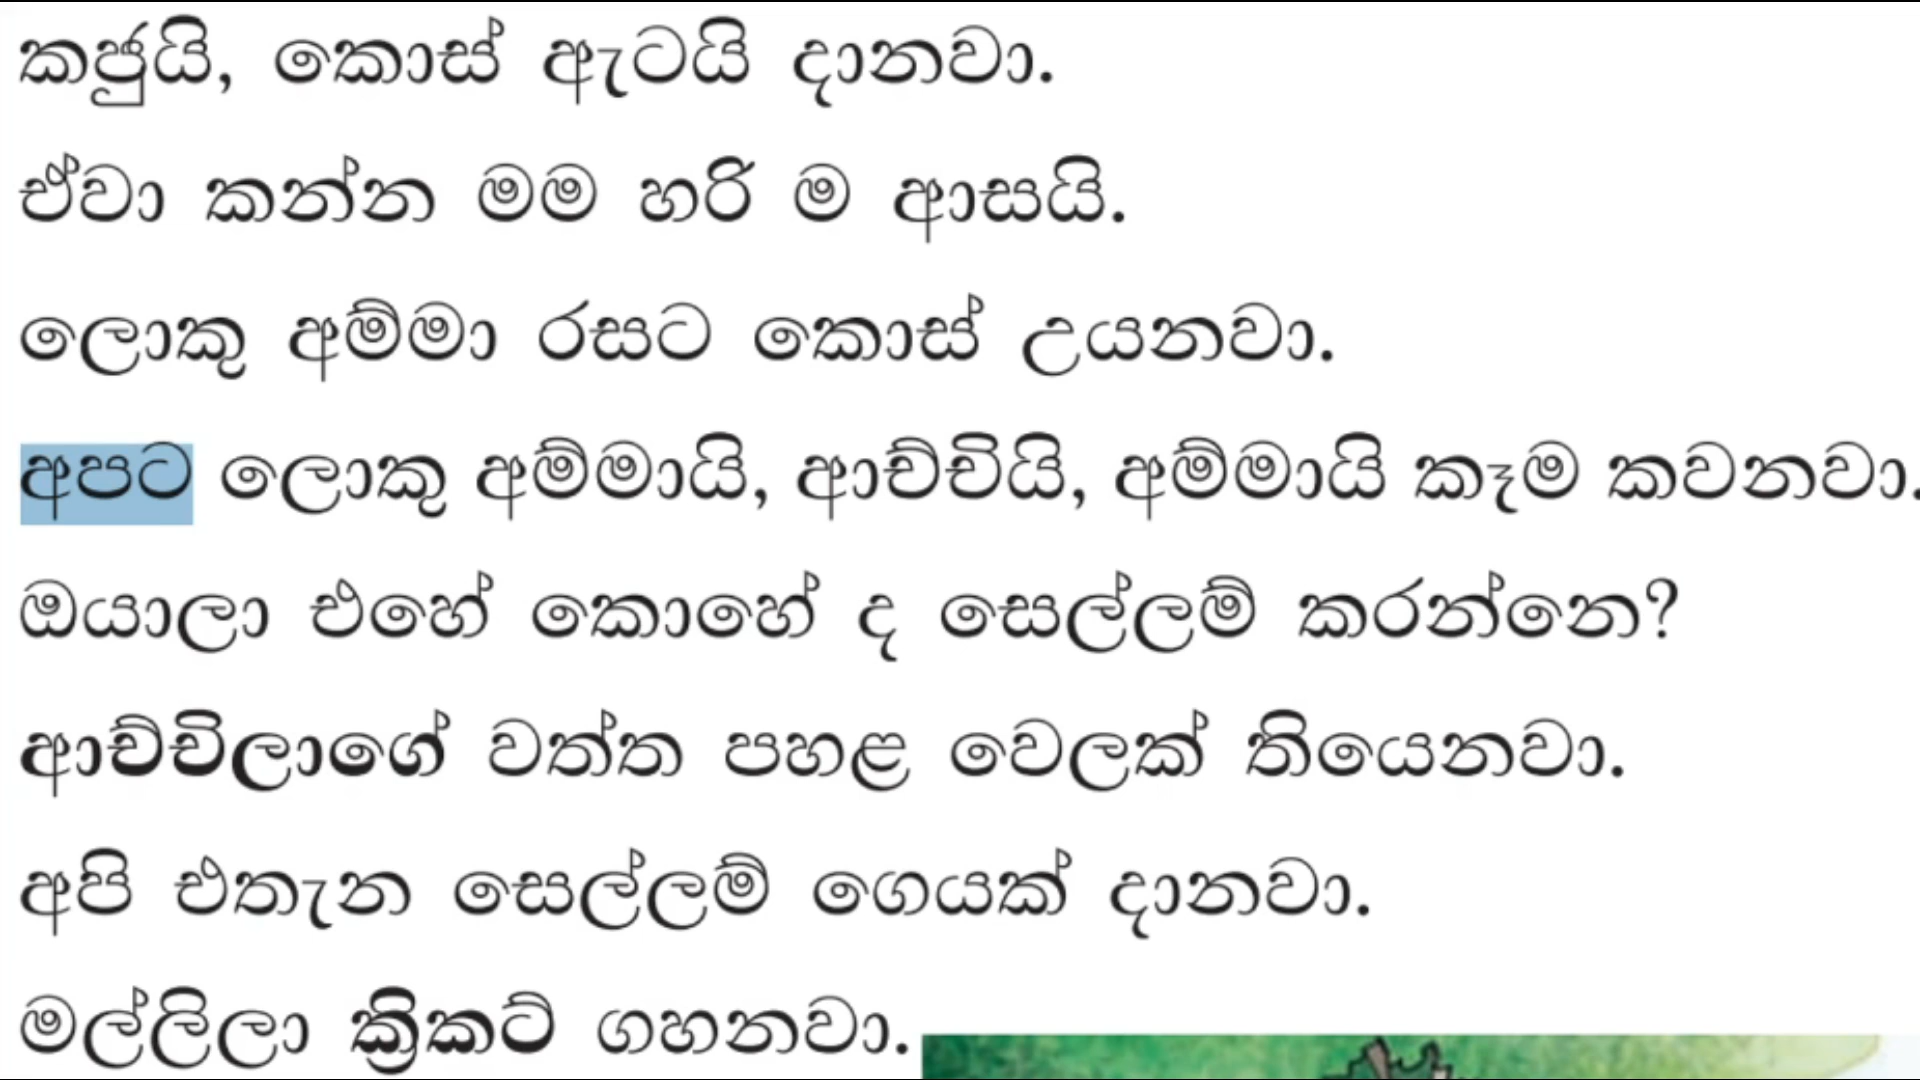 කජුයි, කොස් ඇටයි දානවා.
ඒවා කන්න මම හරි ම ආසයි.
ලොකු අම්මා රසට කොස් උයනවා.
අපට ලොකු අම්මායි, ආච්චියි, අම්මායි කෑම කවනවා.
ඔයාලා එහේ කොහේ ද සෙල්ලම් කරන්නෙ?
ආච්චිලාගේ වත්ත පහළ වෙලක් තියෙනවා.
අපි එතැන සෙල්ලම් ගෙයක් දානවා.
මල්ලිලා ක්‍රිකට් ගහනවා.